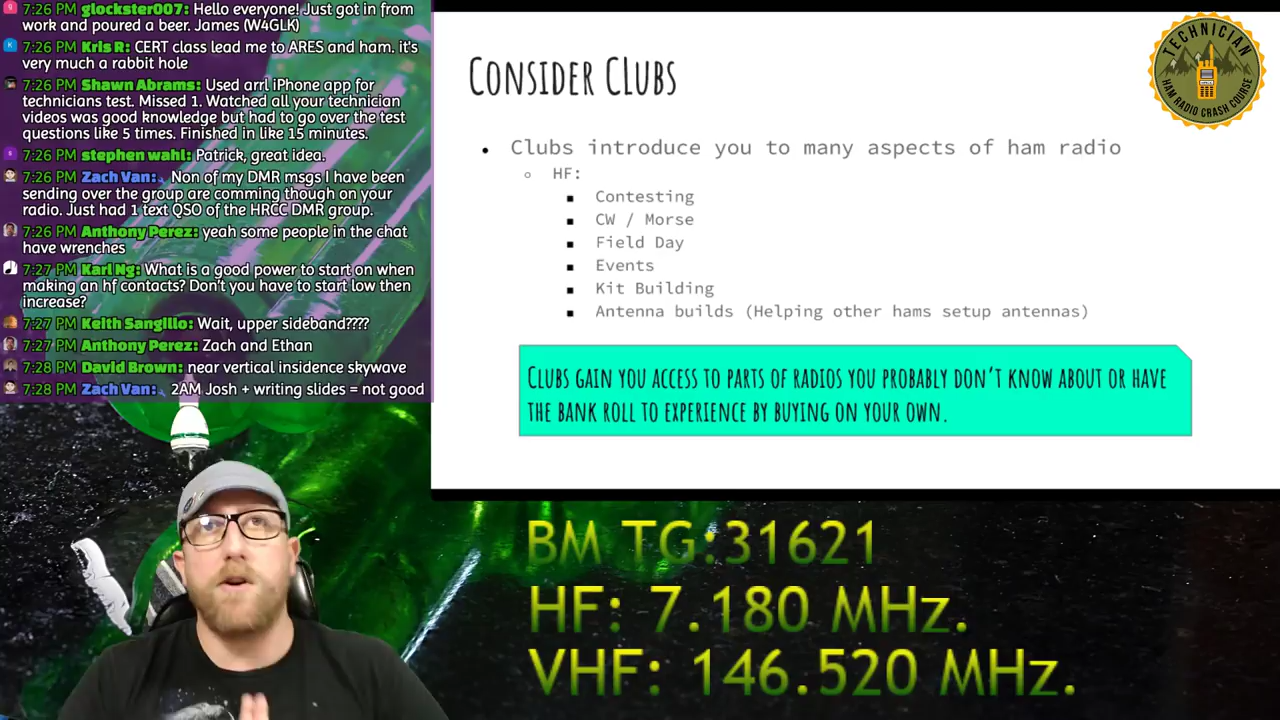 7:26 PM glockster007: Hello everyone! Just got in from
work and poured a beer. James (W4GLK)
7:26 PM Kris R: CERT class lead me to ARES and ham. it's
very much a rabbit hole
7:26 PM Shawn Abrams: Used arrl iPhone app for
technicians test. Missed 1. Watched all your technician
videos was good knowledge but had to go over the test
questions like 5 times. Finished in like 15 minutes.
7:26 PM stephen wahl: Patrick, great idea.
7:26 PM Zach Van: Non of my DMR msgs I have been
sending over the group are comming though on your
radio. Just had 1 text QSO of the HRCC DMR group.
7:26 PM Anthony Perez: yeah some people in the chat
have wrenches
7:27 PM Karl Ng: What is a good power to start on when
making an hf contacts? Don't you have to start low then
increase?
7:27 PM Keith Sangillo: Wait, upper sideband????
7:27 PM Anthony Perez: Zach and Ethan
7:28 PM David Brown: near vertical insidence skywave
7:28 PM Zach Van: 2AM Josh + writing slides = not good
CONSIDER CLUBS
TECHNICIAN
HAM RADIO CRASH COURSE
• Clubs introduce you to many aspects of ham radio
○ HF:
■ Contesting
■ CW / Morse
■ Field Day
■ Events
■ Kit Building
■ Antenna builds (Helping other hams setup antennas)
CLUBS GAIN YOU ACCESS TO PARTS OF RADIOS YOU PROBABLY DON'T KNOW ABOUT OR HAVE
THE BANK ROLL TO EXPERIENCE BY BUYING ON YOUR OWN.
BM TG:31621
HF: 7.180 MHz.
VHF: 146.520 MHz.